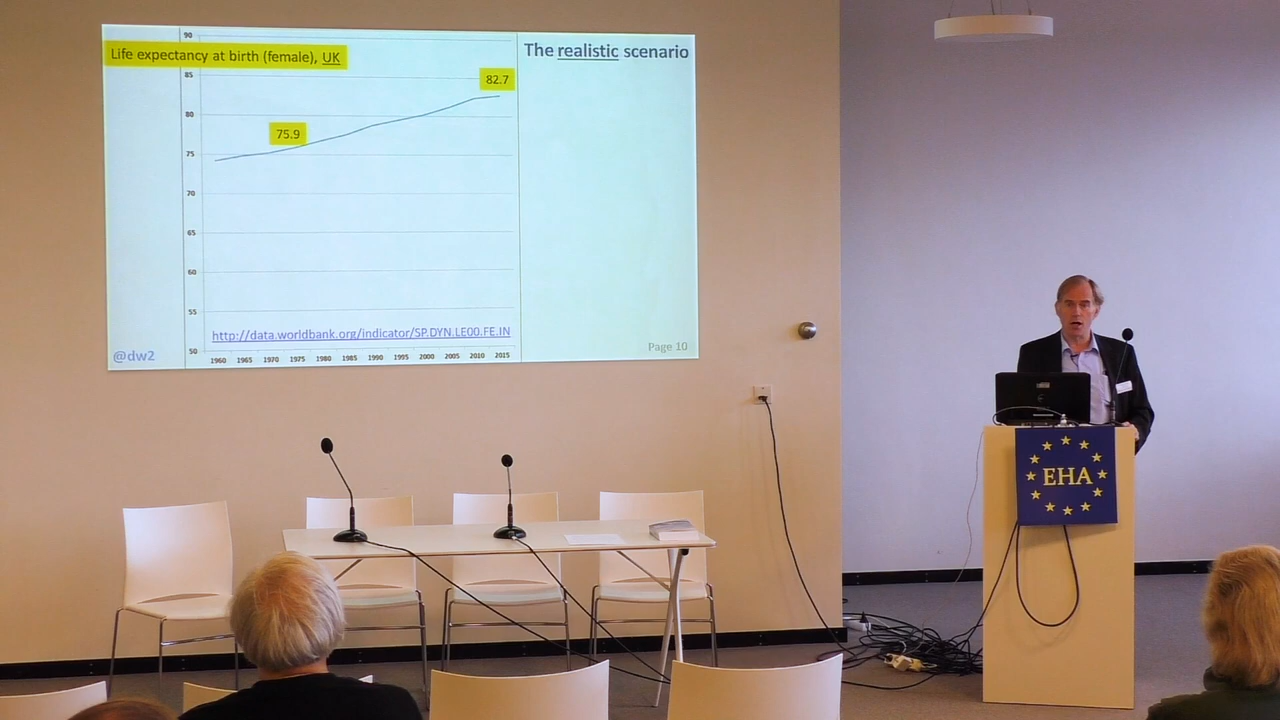 90
Life expectancy at birth (female), UK
The realistic scenario
85
82.7
80
75.9
75
70
65
60
55
http://data.worldbank.org/indicator/SP.DYN.LE00.FE.IN
50
@dw2
Page 10
1960 1965 1970 1975 1980 1985 1990 1995 2000 2005 2010 2015
EHA